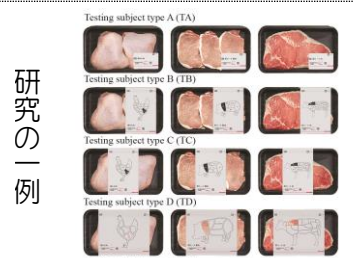 研究の一例
Testing subject type A (TA)
Testing subject type B (TB)
Testing subject type C (TC)
Testing subject type D (TD)